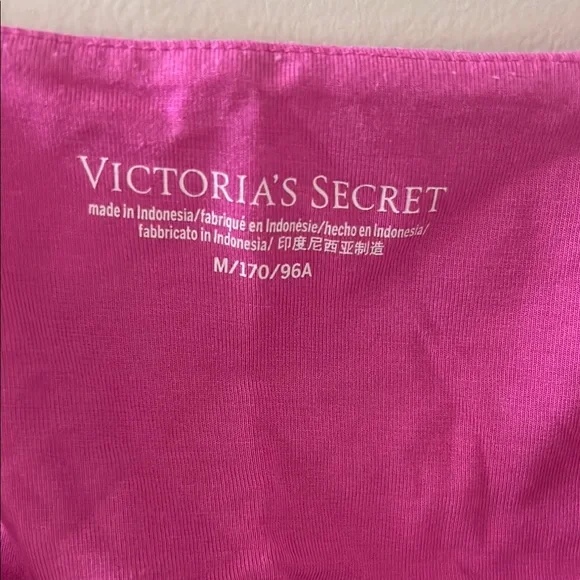 VICTORIA'S SECRET
made in Indonesia/fabriqué en Indonésie/hecho en Indonesia/
fabbricato in Indonesia/ 印度尼西亚制造
M/170/96A